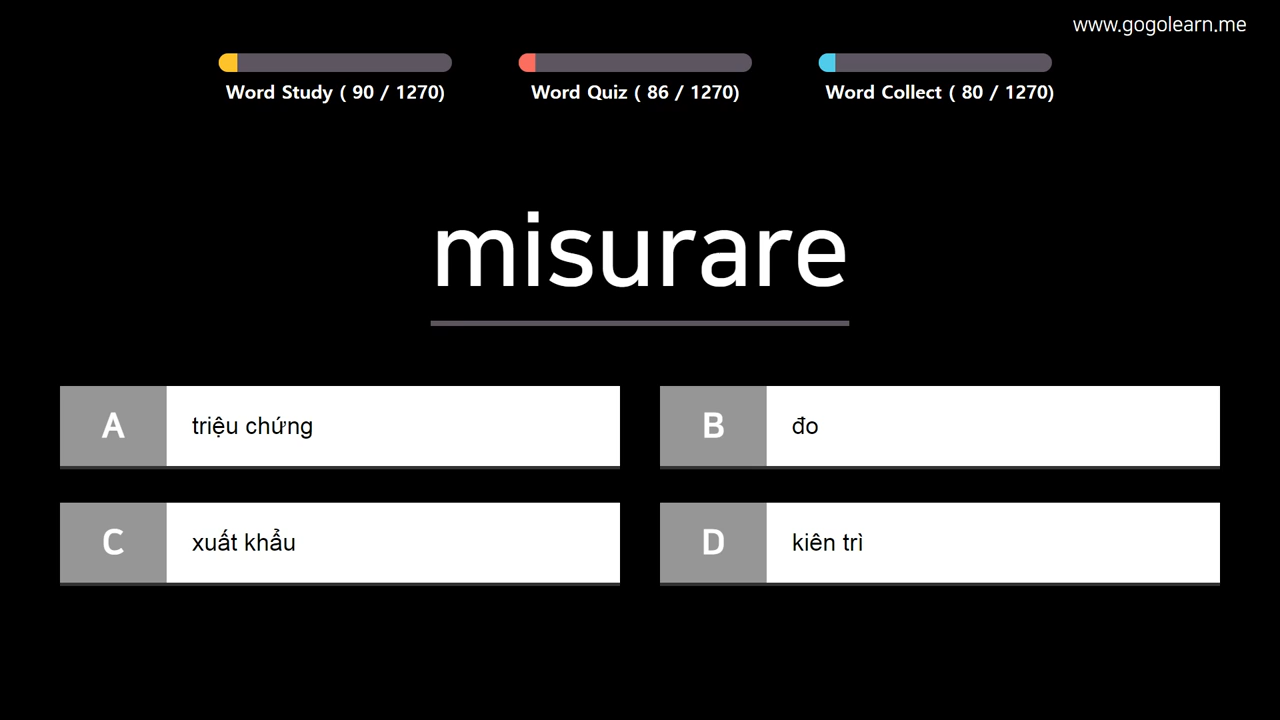 www.gogolearn.me
Word Study ( 90 / 1270)
Word Quiz ( 86 / 1270)
Word Collect ( 80 / 1270)
misurare
A triệu chứng
B đo
C xuất khẩu
D kiên trì